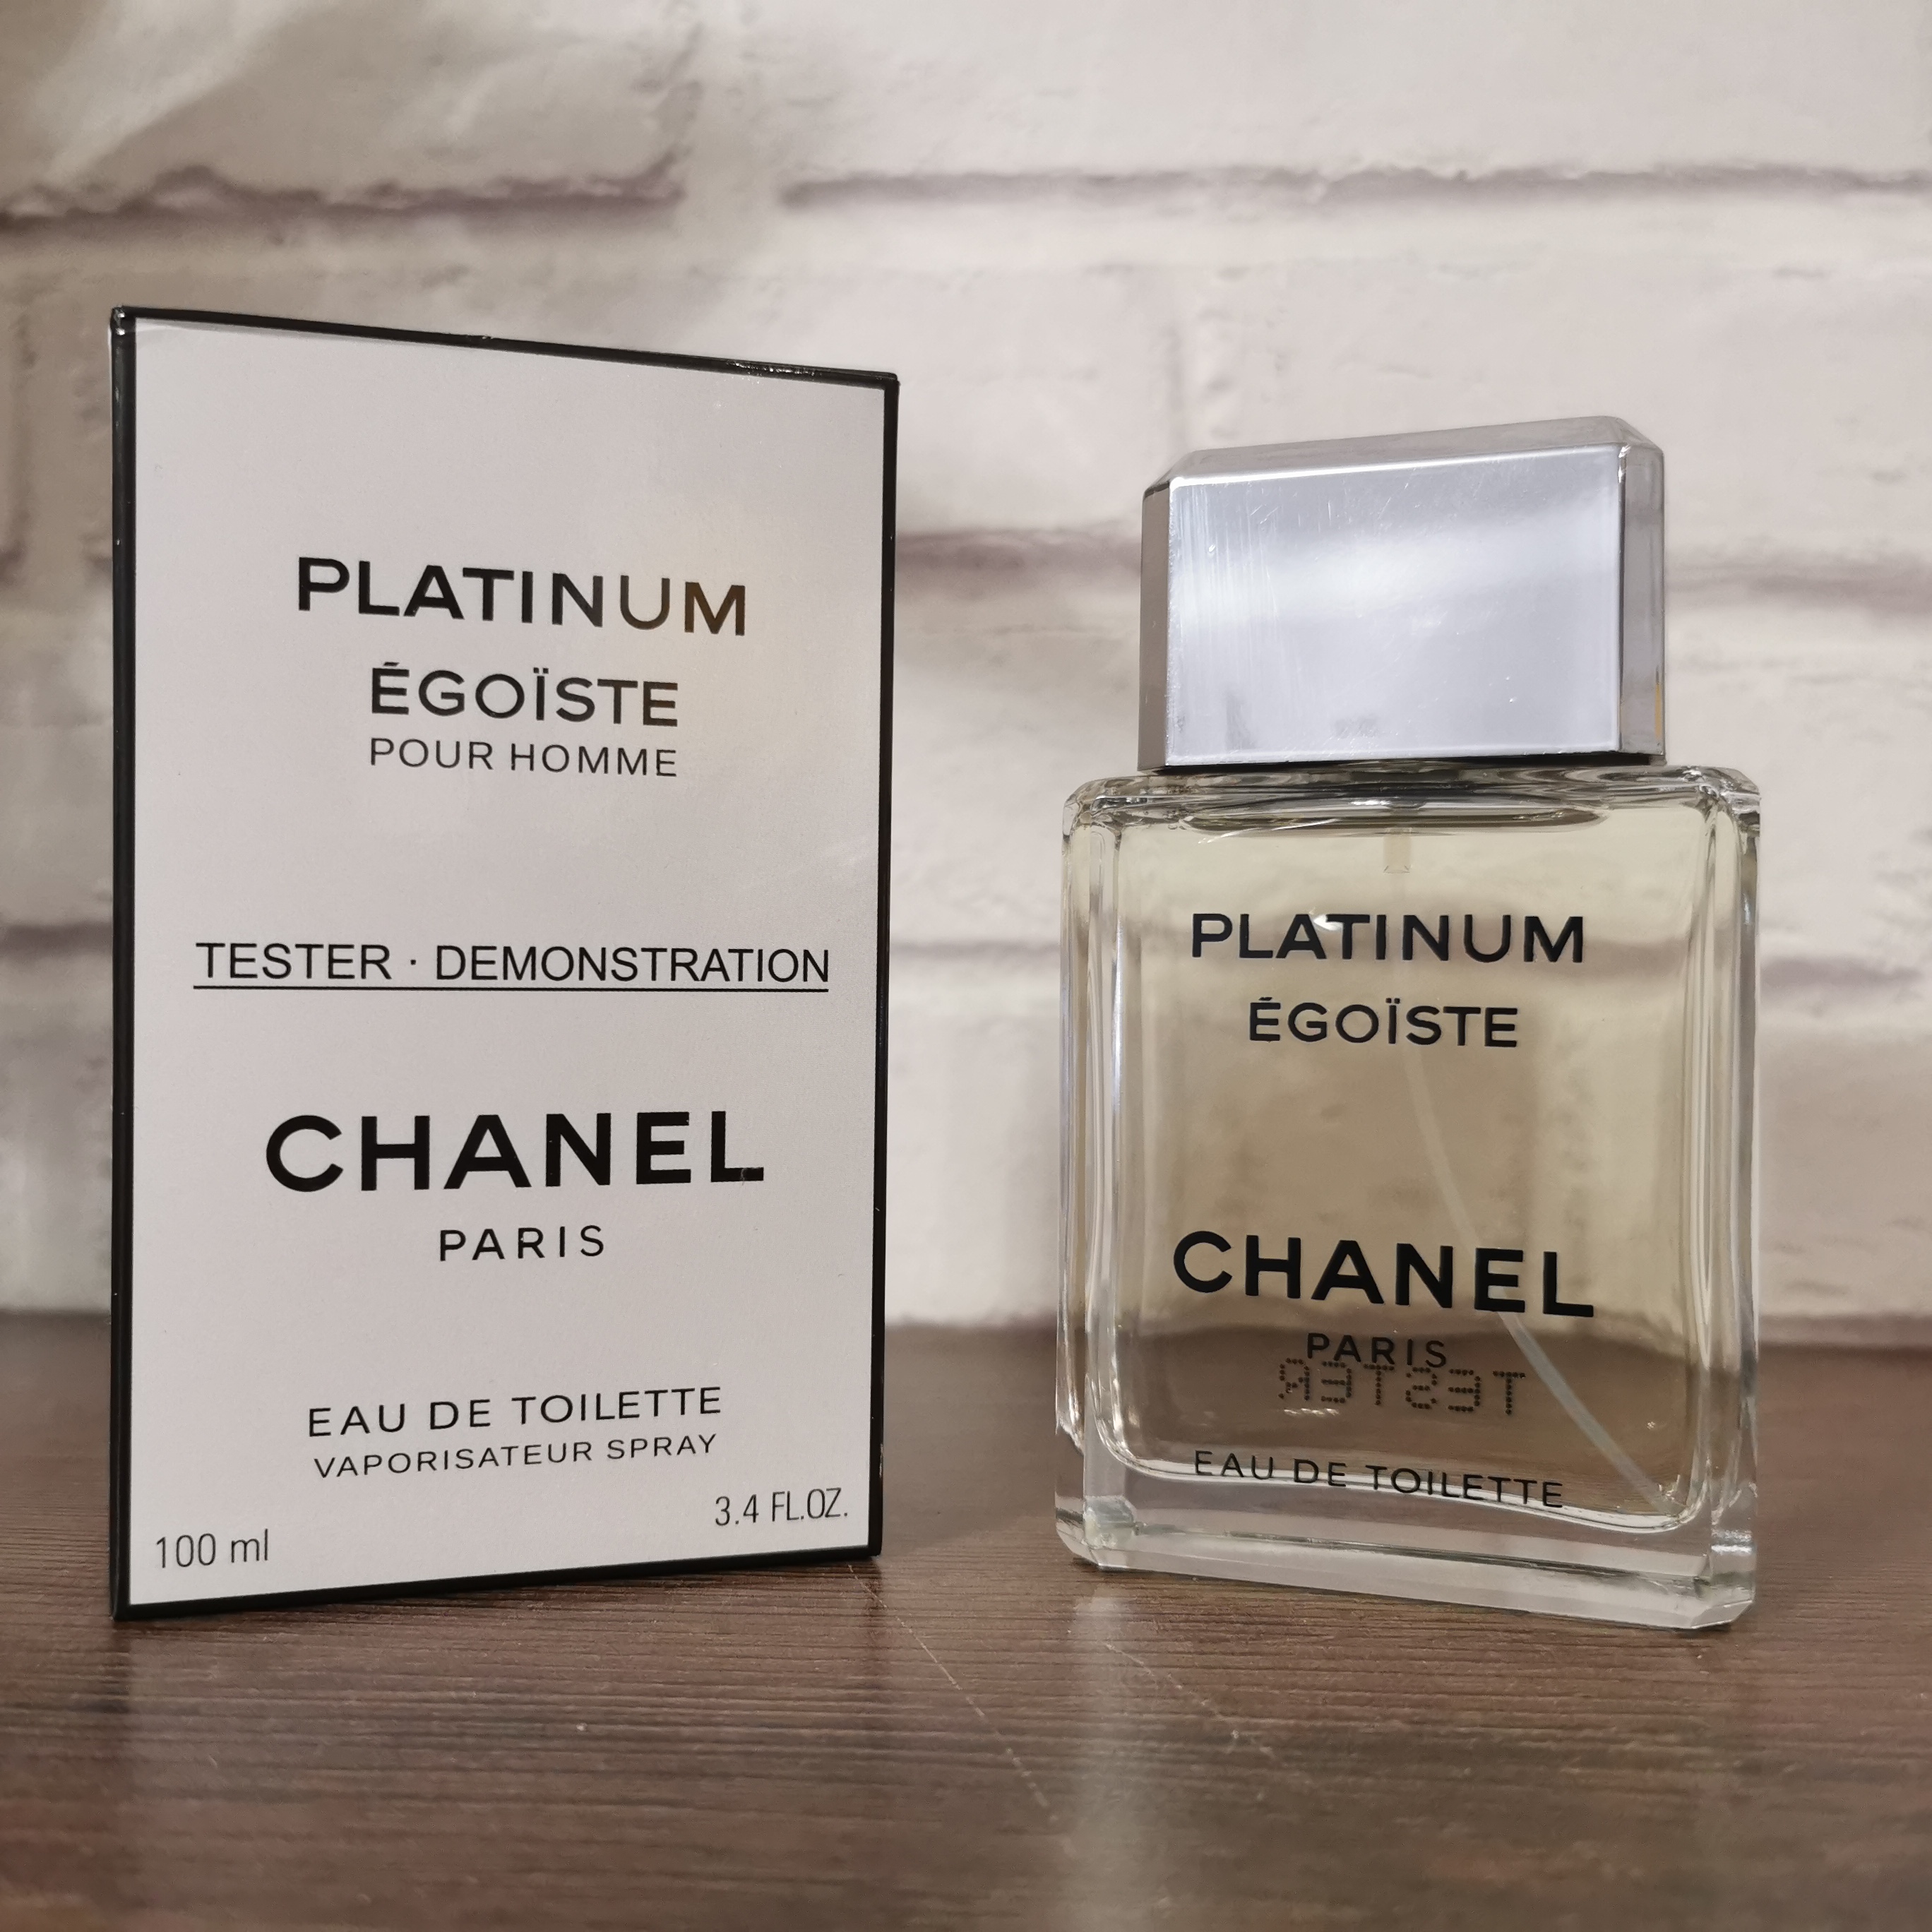 PLATINUM
ÉGOÏSTE
POUR HOMME
TESTER · DEMONSTRATION
CHANEL
PARIS
EAU DE TOILETTE
VAPORISATEUR SPRAY
100 ml
3.4 FL.OZ.
PLATINUM
ÉGOÏSTE
CHANEL
PARIS
TESTER
EAU DE TOILETTE